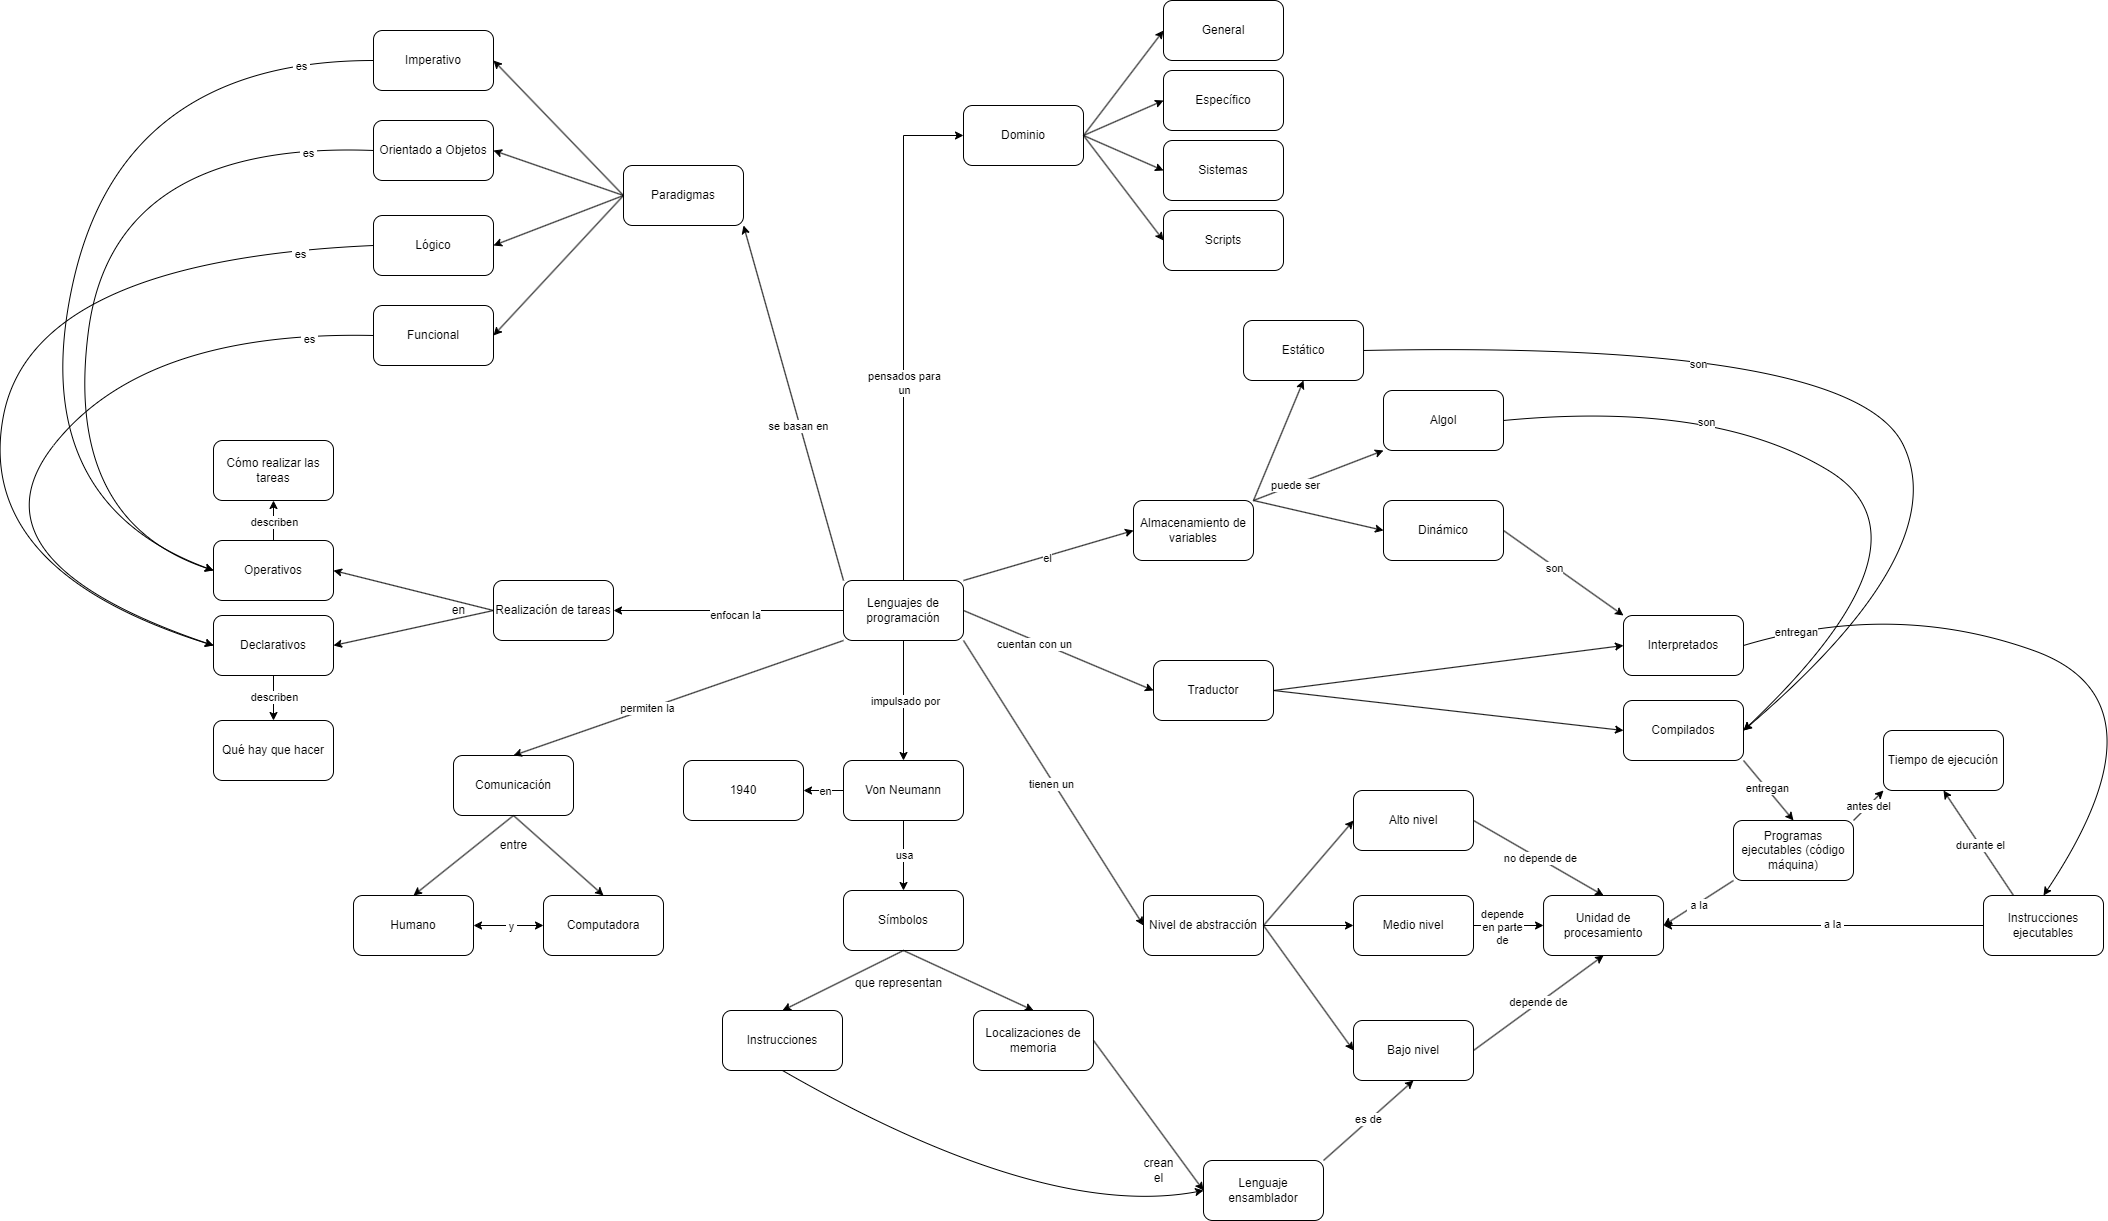 General
Imperativo
es
Específico
Dominio
Orientado a Objetos
es
Sistemas
Paradigmas
Scripts
Lógico
es
Funcional
es
Estático
son
pensados para
un
Algol
son
se basan en
Cómo realizar las
tareas
puede ser
describen
Almacenamiento de
variables
Dinámico
el
son
Operativos
en
Realización de tareas
enfocan la
Lenguajes de
programación
Declarativos
cuentan con un
Interpretados
entregan
describen
Traductor
permiten la
impulsado por
Compilados
Qué hay que hacer
Tiempo de ejecución
Comunicación
1940
en
Von Neumann
tienen un
entregan
antes del
Alto nivel
Programas
ejecutables (código
máquina)
durante el
entre
usa
no depende de
a la
Humano
y
Computadora
Símbolos
Nivel de abstracción
Medio nivel
depende
en parte
de
Unidad de
procesamiento
a la
Instrucciones
ejecutables
que representan
depende de
Instrucciones
Localizaciones de
memoria
Bajo nivel
es de
crean
el
Lenguaje
ensamblador